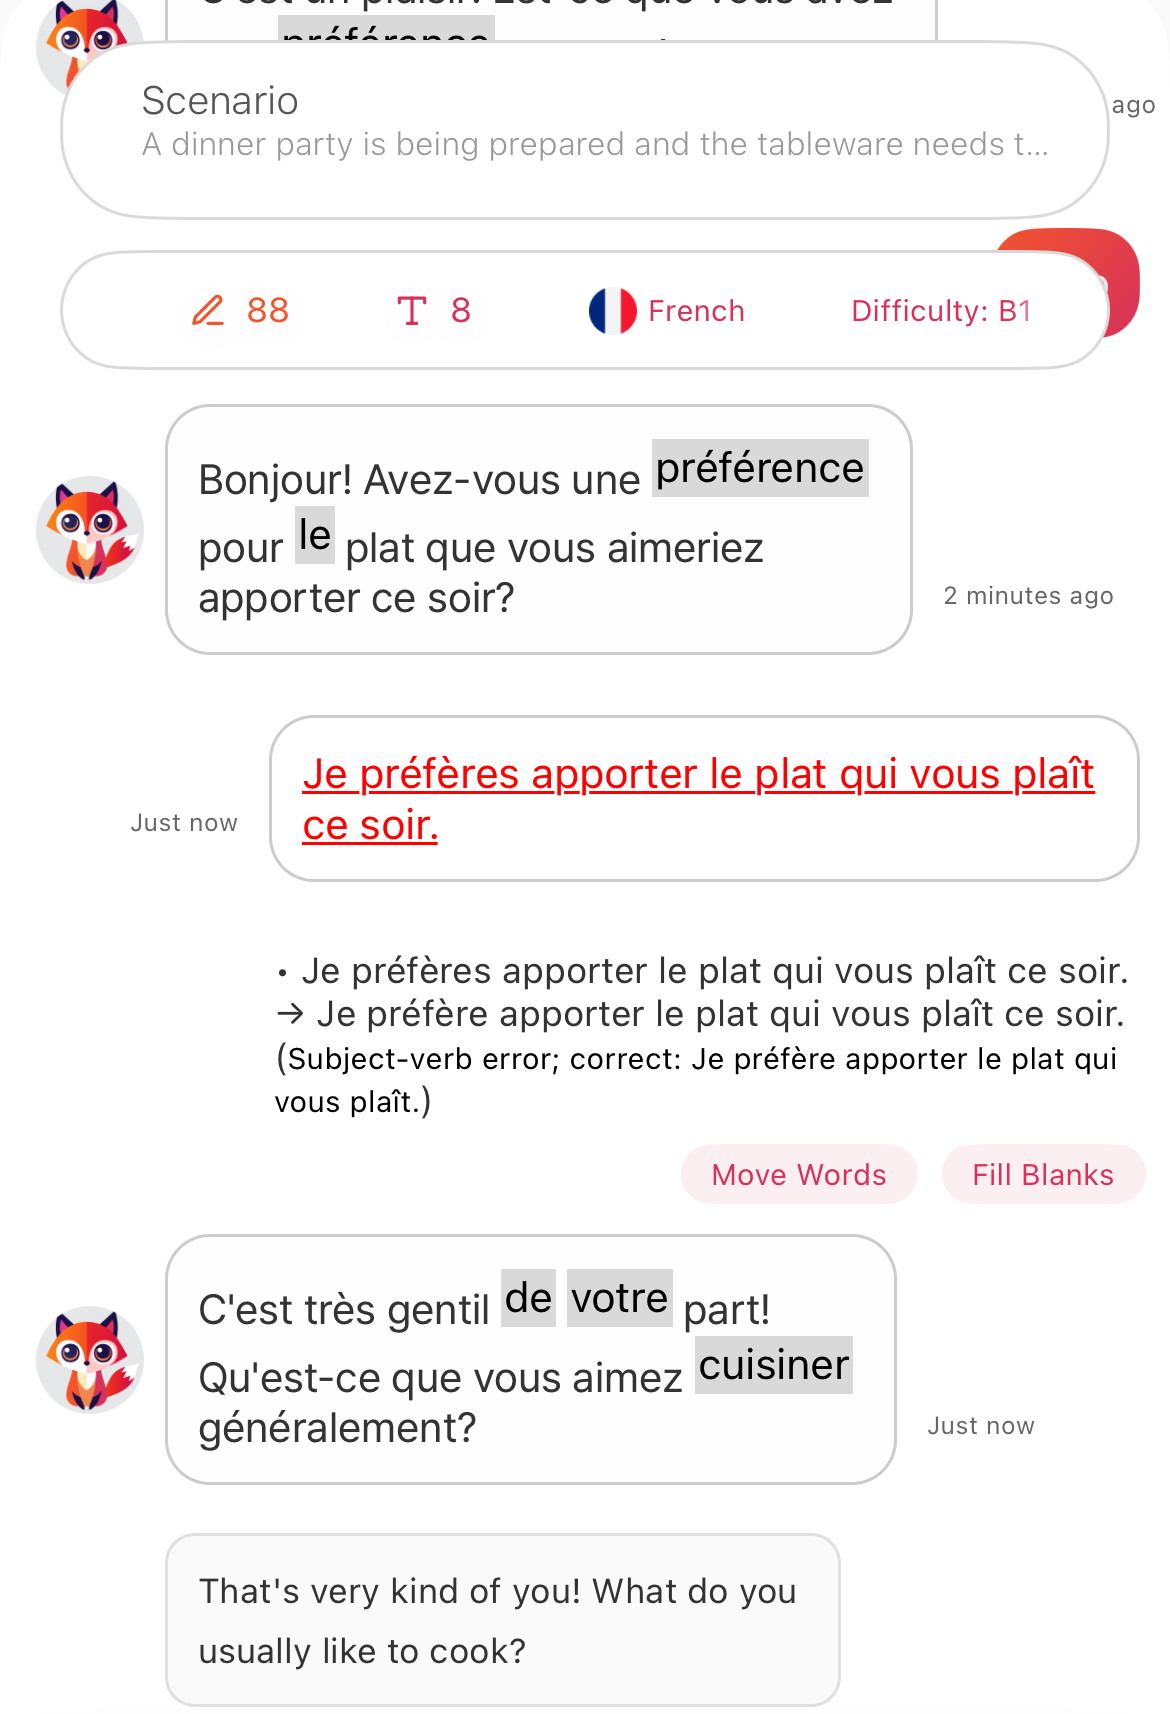 Scenario
ago
A dinner party is being prepared and the tableware needs t...
88
8
French
Difficulty: B1
Bonjour! Avez-vous une préférence
pour le plat que vous aimeriez
apporter ce soir?
2 minutes ago
Je préfères apporter le plat qui vous plaît
ce soir.
Just now
• Je préfères apporter le plat qui vous plaît ce soir.
→ Je préfère apporter le plat qui vous plaît ce soir.
(Subject-verb error; correct: Je préfère apporter le plat qui
vous plaît.)
Move Words
Fill Blanks
C'est très gentil de votre part!
Qu'est-ce que vous aimez cuisiner
généralement?
Just now
That's very kind of you! What do you
usually like to cook?